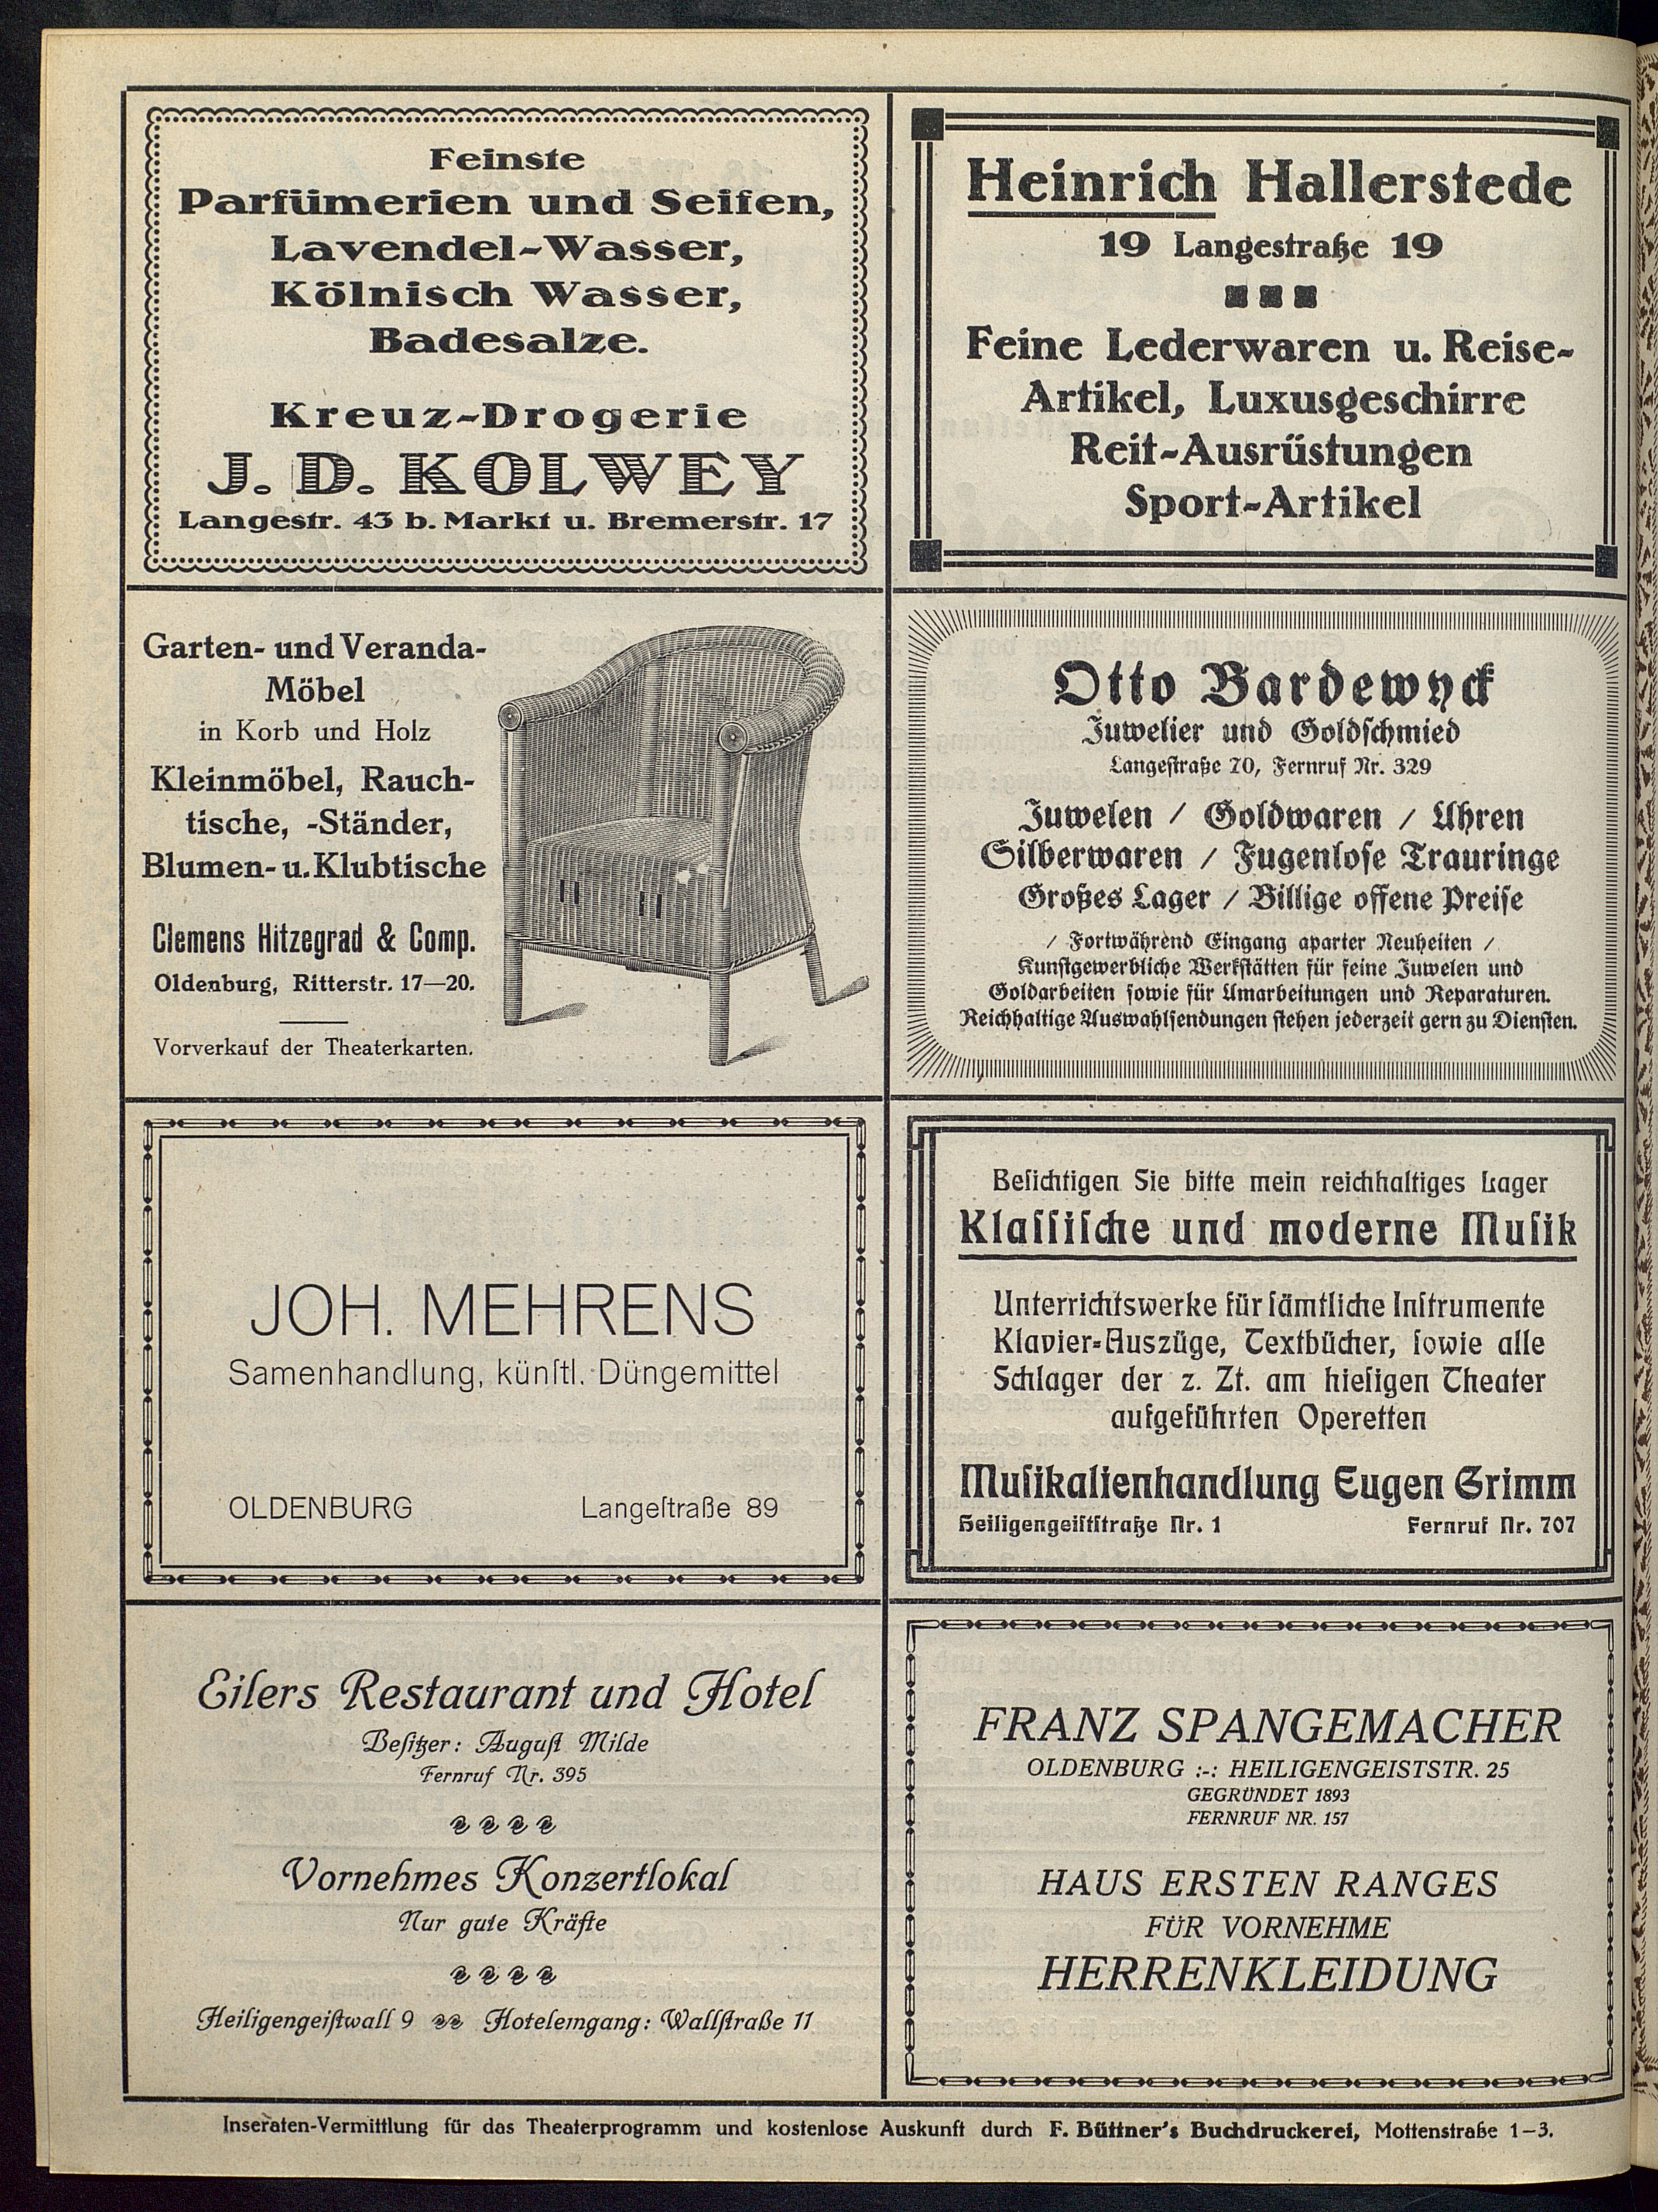 Feinste
Parfümerien und Seifen,
Lavendel-Wasser,
Kölnisch Wasser,
Badesalze.
Kreuz-Drogerie
J. D. KOLWEY
Langestr. 43 b. Markt u. Bremerstr. 17
Heinrich Hallerstede
19 Langestraße 19
Feine Lederwaren u. Reise-
Artikel, Luxusgeschirre
Reit-Ausrüstungen
Sport-Artikel
Garten- und Veranda-
Möbel
in Korb und Holz
Kleinmöbel, Rauch-
tische, -Ständer,
Blumen- u. Klubtische
Clemens Hitzegrad & Comp.
Oldenburg, Ritterstr. 17—20.
Vorverkauf der Theaterkarten.
Otto Bardewyck
Juwelier und Goldſchmied
Langeſtraße 70, Fernruf Nr. 329
Juwelen / Goldwaren / Uhren
Silberwaren / Fugenloſe Trauringe
Großes Lager / Billige offene Preiſe
/ Fortwährend Eingang aparter Neuheiten /
Kunſtgewerbliche Werkſtätten für feine Juwelen und
Goldarbeiten ſowie für Umarbeitungen und Reparaturen.
Reichhaltige Auswahlſendungen ſtehen jederzeit gern zu Dienſten.
JOH. MEHRENS
Samenhandlung, künſtl. Düngemittel
OLDENBURG Langeſtraße 89
Beſichtigen Sie bitte mein reichhaltiges Lager
Klaſſiſche und moderne Muſik
Unterrichtswerke für ſämtliche Inſtrumente
Klavier-Auszüge, Textbücher, ſowie alle
Schlager der z. Zt. am hieſigen Theater
aufgeführten Operetten
Muſikalienhandlung Eugen Grimm
Heiligengeiſtſtraße Nr. 1 Fernruf Nr. 707
Eilers Restaurant und Hotel
Beſitzer: Auguſt Milde
Fernruf Nr. 395
Vornehmes Konzertlokal
Nur gute Kräfte
Heiligengeiſtwall 9 Hoteleingang: Wallſtraße 11
FRANZ SPANGEMACHER
OLDENBURG :-: HEILIGENGEISTSTR. 25
GEGRÜNDET 1893
FERNRUF NR. 157
HAUS ERSTEN RANGES
FÜR VORNEHME
HERRENKLEIDUNG
Inseraten-Vermittlung für das Theaterprogramm und kostenlose Auskunft durch F. Büttner's Buchdruckerei, Mottenstraße 1-3.